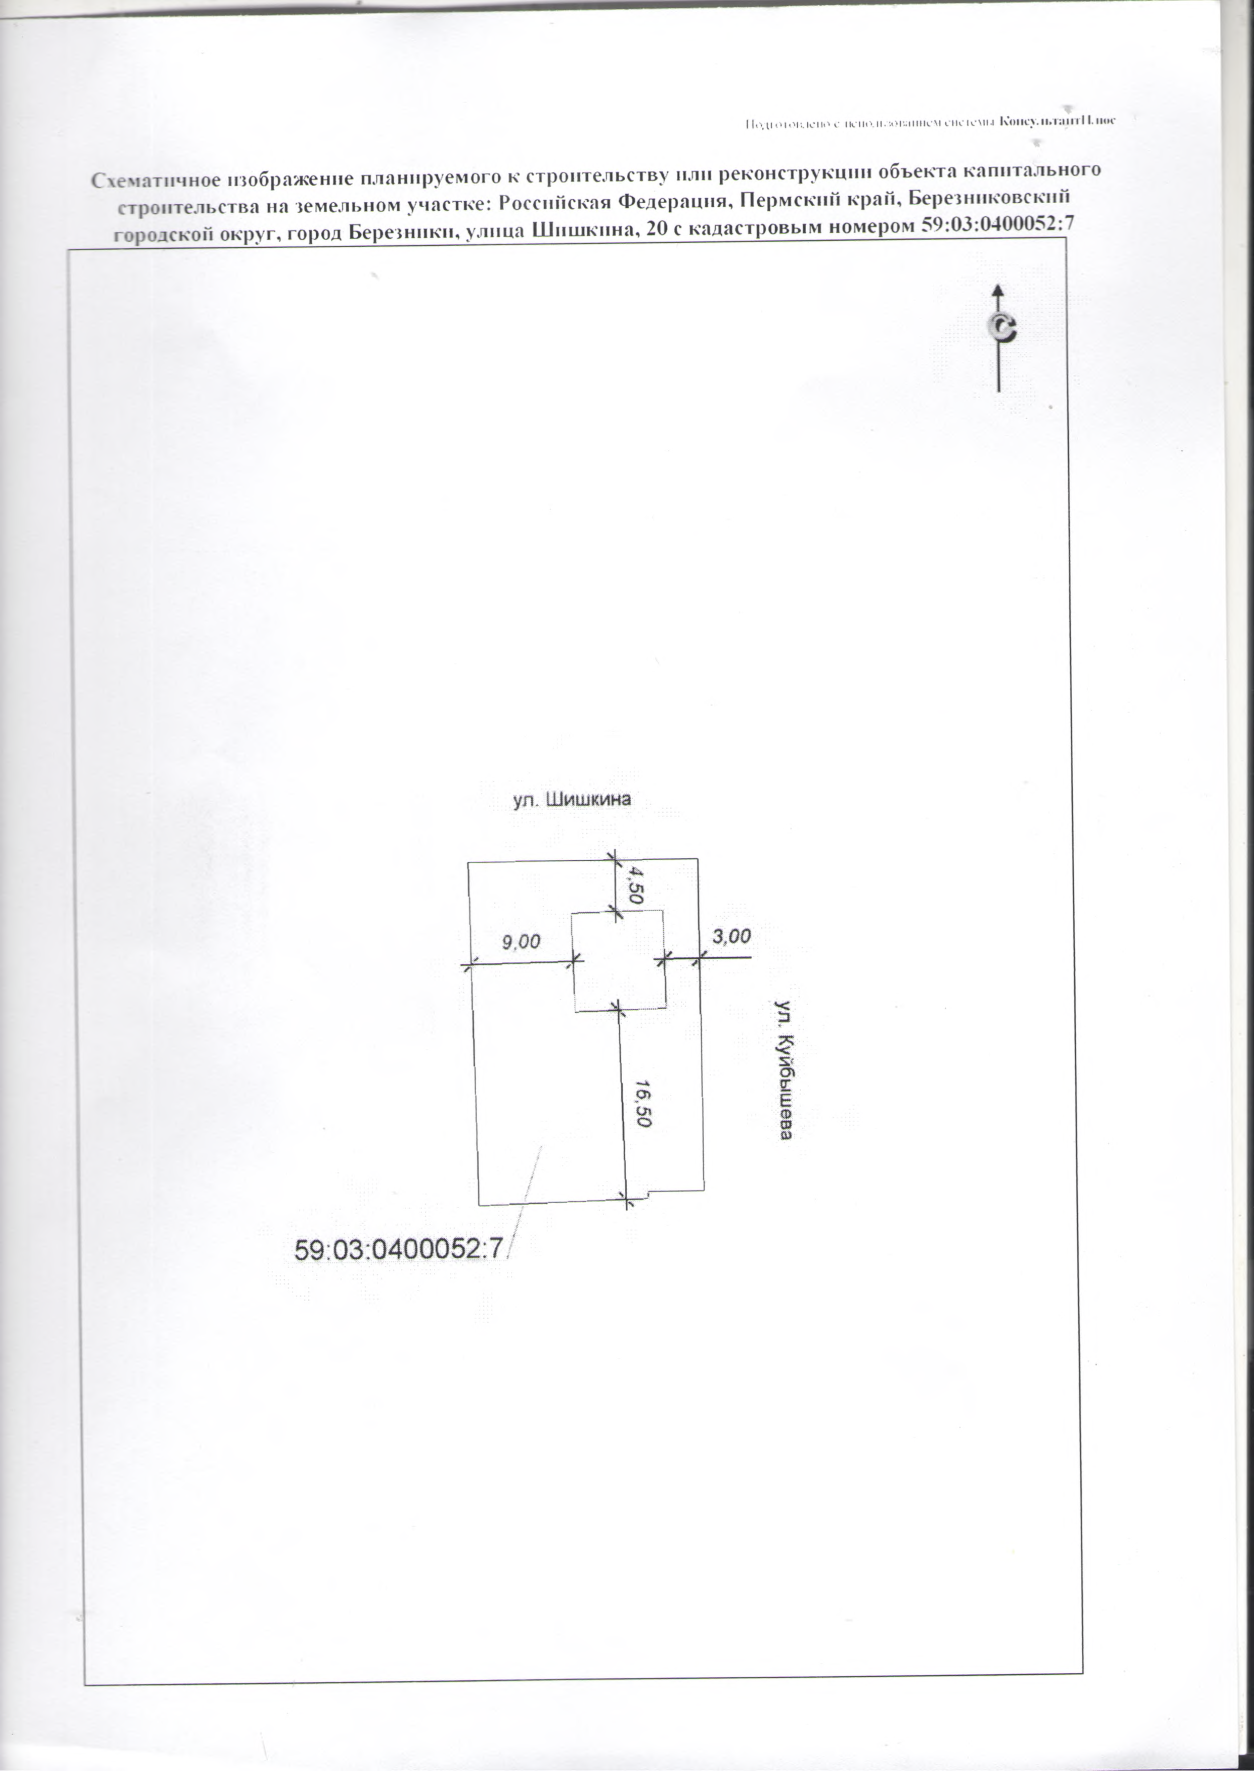 Подготовлено с использованием системы КонсультантПлюс
Схематичное изображение планируемого к строительству или реконструкции объекта капитального
строительства на земельном участке: Российская Федерация, Пермский край, Березниковский
городской округ, город Березники, улица Шишкина, 20 с кадастровым номером 59:03:0400052:7
С
ул. Шишкина
4,50
9,00
3,00
ул. Куйбышева
16,50
59:03:0400052:7